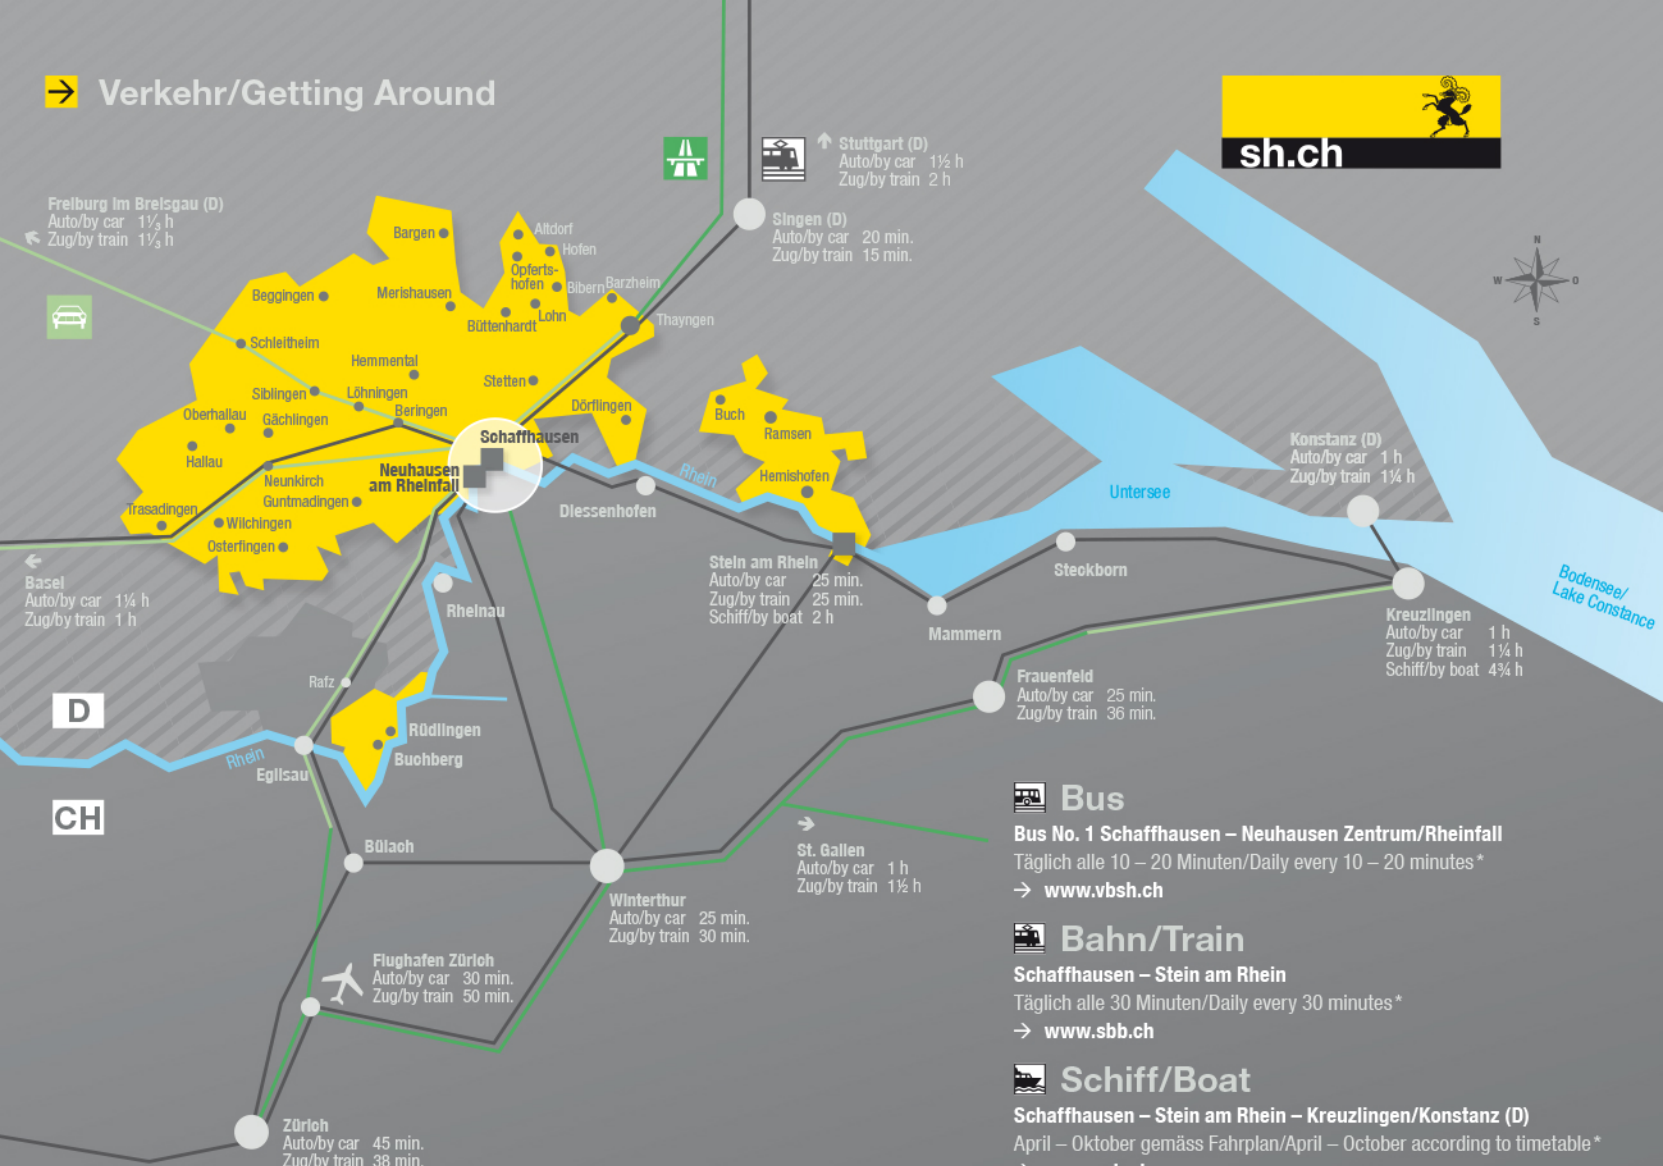 Verkehr/Getting Around
sh.ch
Stuttgart (D)
Auto/by car 1½ h
Zug/by train 2 h
Freiburg im Breisgau (D)
Auto/by car 1⅓ h
Zug/by train 1⅓ h
Singen (D)
Auto/by car 20 min.
Zug/by train 15 min.
Bargen
Altdorf
Hofen
Opferts-
hofen
Bibern
Barzheim
Beggingen
Merishausen
Lohn
Büttenhardt
Thayngen
Schleitheim
Hemmental
Stetten
Siblingen
Löhningen
Beringen
Dörflingen
Oberhallau
Gächlingen
Hallau
Schaffhausen
Neuhausen
am Rheinfall
Neunkirch
Guntmadingen
Trasadingen
Wilchingen
Osterfingen
Buch
Ramsen
Hemishofen
Rhein
Diessenhofen
Untersee
Konstanz (D)
Auto/by car 1 h
Zug/by train 1¼ h
N
W
O
S
Basel
Auto/by car 1¼ h
Zug/by train 1 h
Stein am Rhein
Auto/by car 25 min.
Zug/by train 25 min.
Schiff/by boat 2 h
Steckborn
Mammern
Bodensee/
Lake Constance
Kreuzlingen
Auto/by car 1 h
Zug/by train 1¼ h
Schiff/by boat 4¾ h
Rheinau
Rafz
Frauenfeld
Auto/by car 25 min.
Zug/by train 36 min.
D
Rüdlingen
Buchberg
Rhein
Eglisau
CH
Bülach
St. Gallen
Auto/by car 1 h
Zug/by train 1½ h
Winterthur
Auto/by car 25 min.
Zug/by train 30 min.
Flughafen Zürich
Auto/by car 30 min.
Zug/by train 50 min.
Zürich
Auto/by car 45 min.
Zug/by train 38 min.
Bus
Bus No. 1 Schaffhausen – Neuhausen Zentrum/Rheinfall
Täglich alle 10 – 20 Minuten/Daily every 10 – 20 minutes*
www.vbsh.ch
Bahn/Train
Schaffhausen – Stein am Rhein
Täglich alle 30 Minuten/Daily every 30 minutes*
www.sbb.ch
Schiff/Boat
Schaffhausen – Stein am Rhein – Kreuzlingen/Konstanz (D)
April – Oktober gemäss Fahrplan/April – October according to timetable*